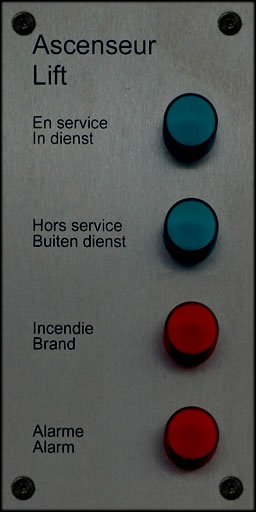 Ascenseur
Lift
En service
In dienst
Hors service
Buiten dienst
Incendie
Brand
Alarme
Alarm